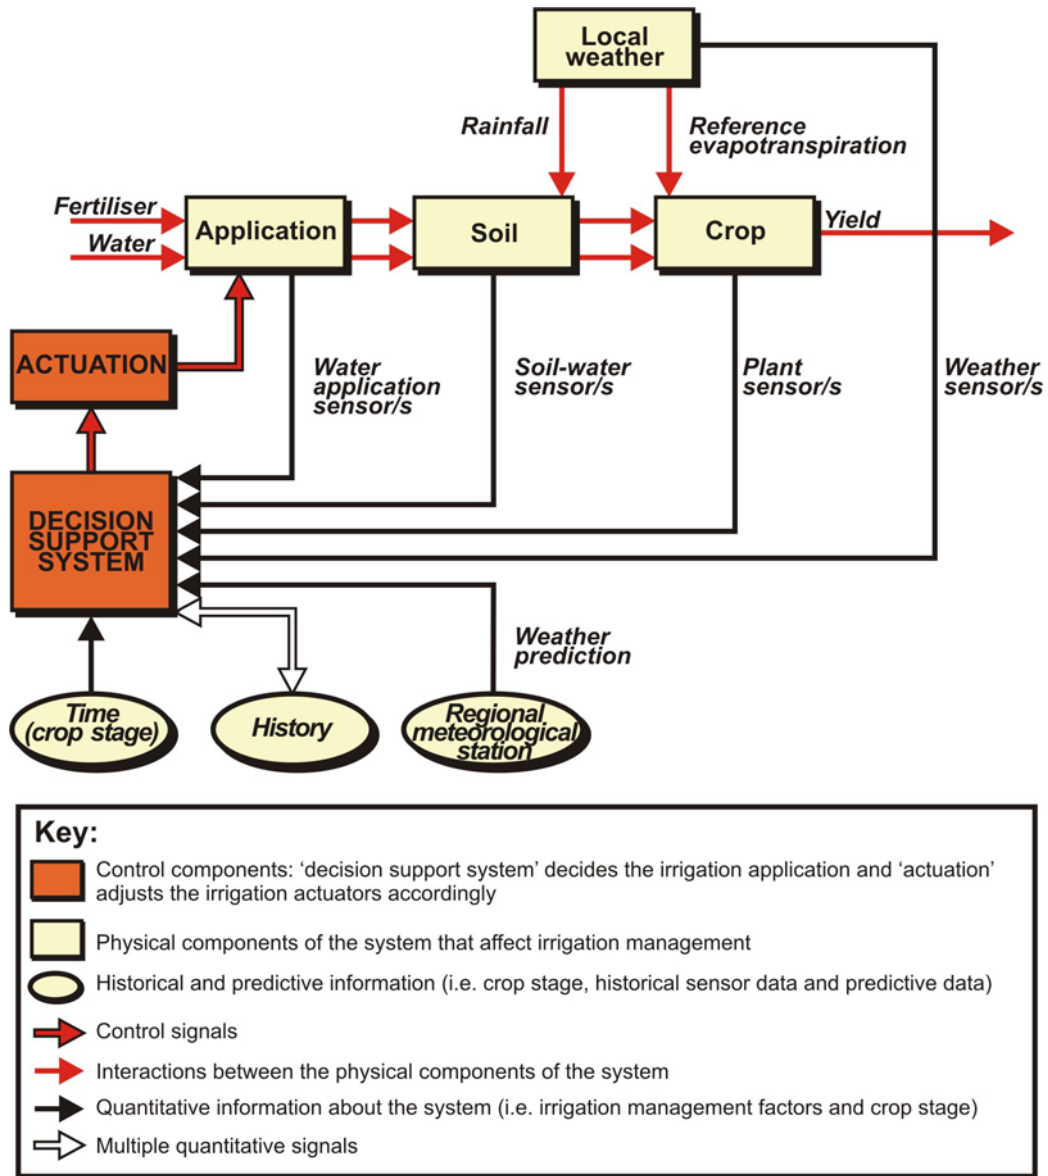 Local
weather
Rainfall
Reference
evapotranspiration
Fertiliser
Water
Application
Soil
Crop
Yield
ACTUATION
Water
application
sensor/s
Soil-water
sensor/s
Plant
sensor/s
Weather
sensor/s
DECISION
SUPPORT
SYSTEM
Weather
prediction
Time
(crop stage)
History
Regional
meteorological
station
Key:
Control components: ‘decision support system’ decides the irrigation application and ‘actuation’
adjusts the irrigation actuators accordingly
Physical components of the system that affect irrigation management
Historical and predictive information (i.e. crop stage, historical sensor data and predictive data)
Control signals
Interactions between the physical components of the system
Quantitative information about the system (i.e. irrigation management factors and crop stage)
Multiple quantitative signals